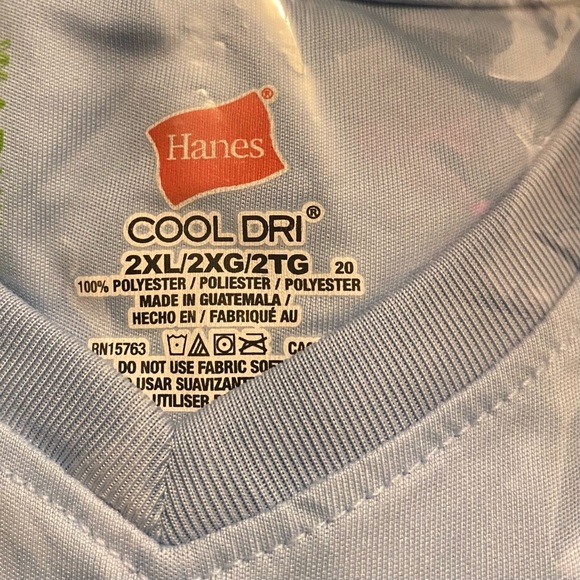 Hanes®
COOL DRI®
2XL/2XG/2TG 20
100% POLYESTER / POLIESTER / POLYESTER
MADE IN GUATEMALA /
HECHO EN / FABRIQUÉ AU
RN15763
DO NOT USE FABRIC
USAR
UTILISER